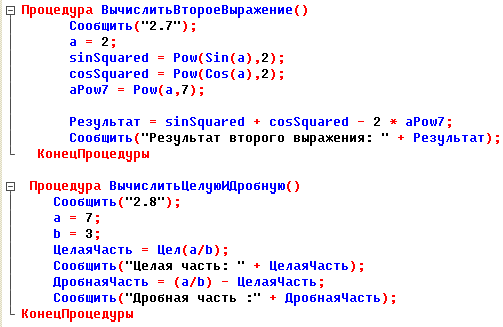 Процедура ВычислитьВтороеВыражение()
Сообщить("2.7");
a = 2;
sinSquared = Pow(Sin(a),2);
cosSquared = Pow(Cos(a),2);
aPow7 = Pow(a,7);
Результат = sinSquared + cosSquared - 2 * aPow7;
Сообщить("Результат второго выражения: " + Результат);
КонецПроцедуры
Процедура ВычислитьЦелуюИДробную()
Сообщить("2.8");
a = 7;
b = 3;
ЦелаяЧасть = Цел(a/b);
Сообщить("Целая часть: " + ЦелаяЧасть);
ДробнаяЧасть = (a/b) - ЦелаяЧасть;
Сообщить("Дробная часть :" + ДробнаяЧасть);
КонецПроцедуры